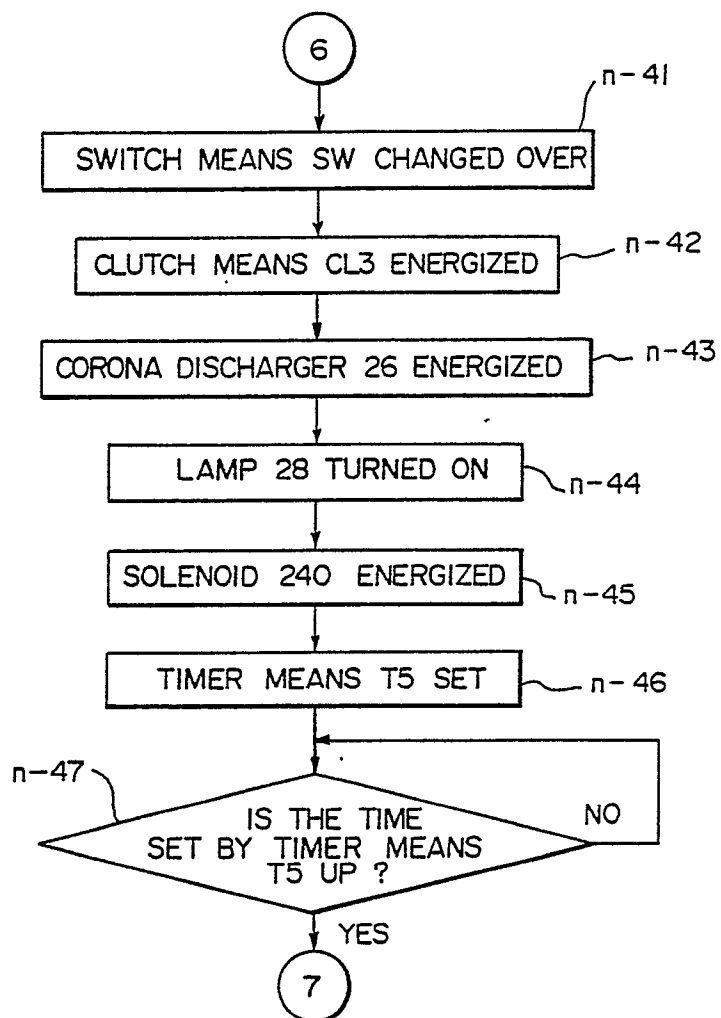 6
n-41
SWITCH MEANS SW CHANGED OVER
n-42
CLUTCH MEANS CL3 ENERGIZED
n-43
CORONA DISCHARGER 26 ENERGIZED
LAMP 28 TURNED ON
n-44
SOLENOID 240 ENERGIZED
n-45
TIMER MEANS T5 SET
n-46
n-47
IS THE TIME
SET BY TIMER MEANS
T5 UP ?
NO
YES
7